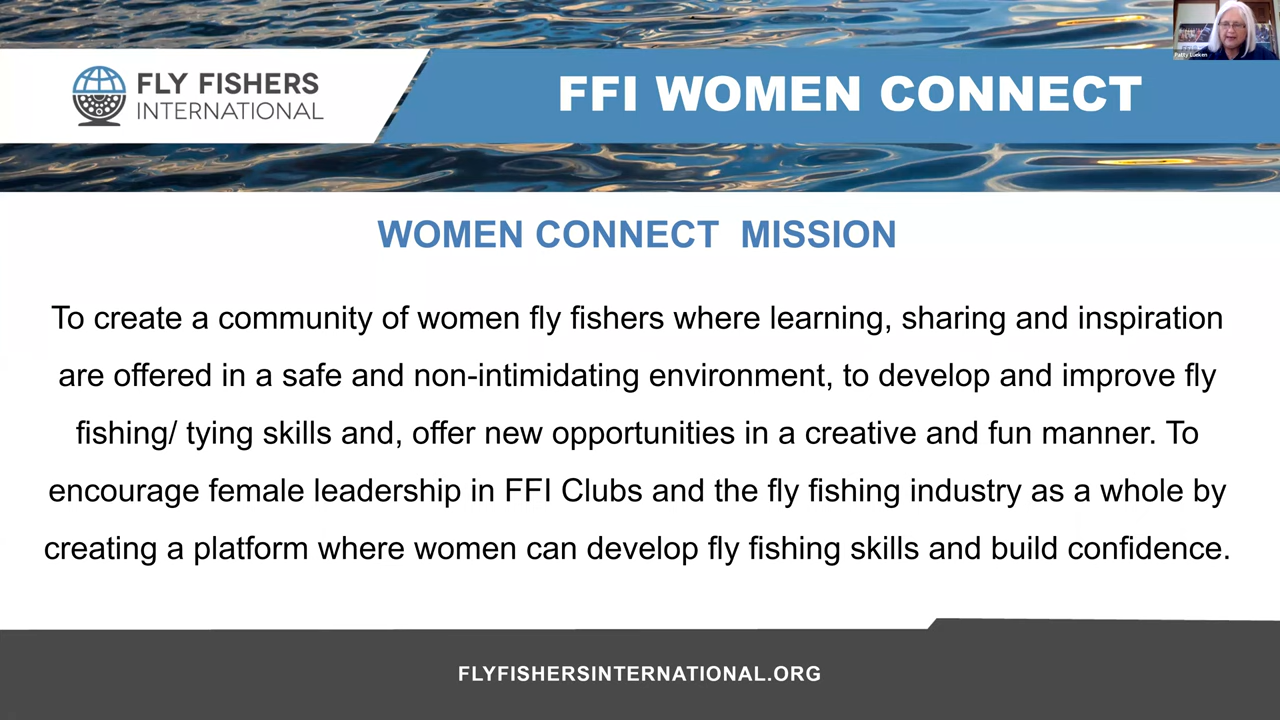 FLY FISHERS
INTERNATIONAL
FFI WOMEN CONNECT
WOMEN CONNECT MISSION
To create a community of women fly fishers where learning, sharing and inspiration
are offered in a safe and non-intimidating environment, to develop and improve fly
fishing/ tying skills and, offer new opportunities in a creative and fun manner. To
encourage female leadership in FFI Clubs and the fly fishing industry as a whole by
creating a platform where women can develop fly fishing skills and build confidence.
FLYFISHERSINTERNATIONAL.ORG